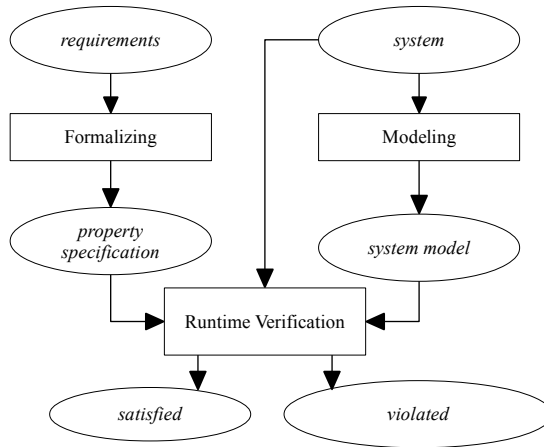 requirements
system
Formalizing
Modeling
property
specification
system model
Runtime Verification
satisfied
violated